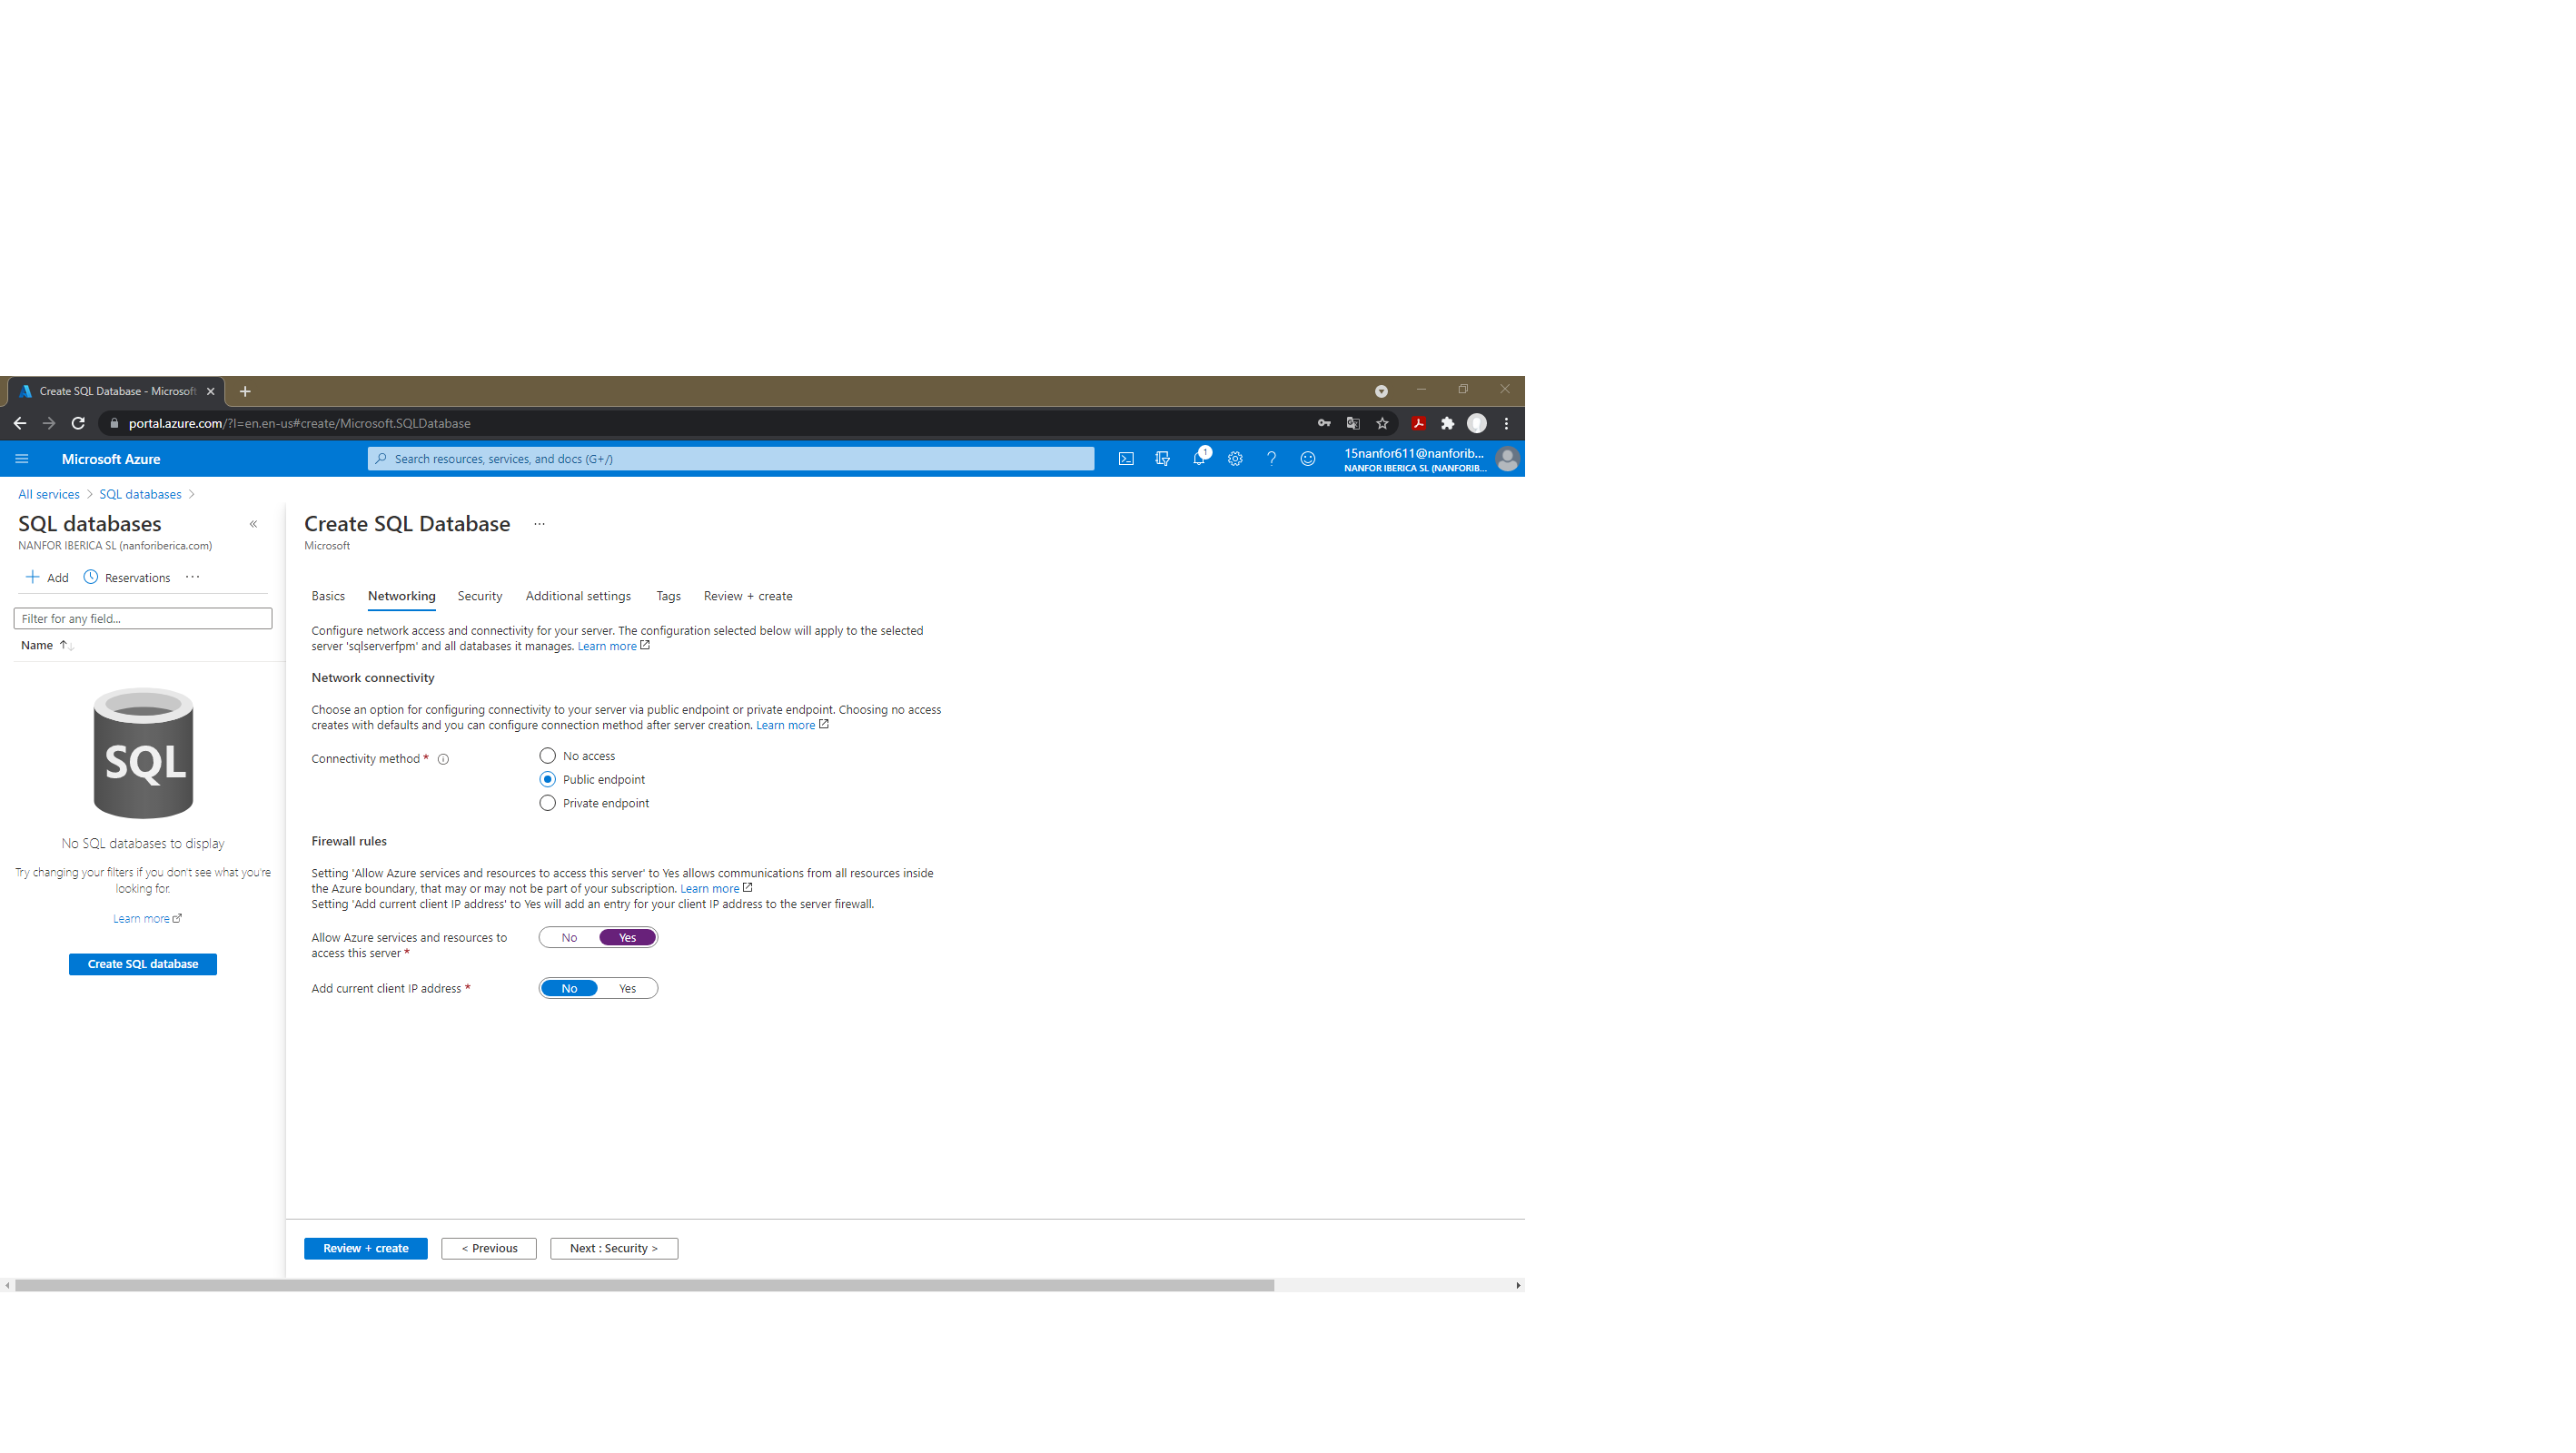 Create SQL Database - Microsoft
portal.azure.com/?l=en.en-us#create/Microsoft.SQLDatabase
Microsoft Azure
Search resources, services, and docs (G+/)
1
15nanfor611@nanforib...
NANFOR IBERICA SL (NANFORIB...
All services > SQL databases >
SQL databases
«
NANFOR IBERICA SL (nanforiberica.com)
Add
Reservations
...
Filter for any field...
Name
SQL
No SQL databases to display
Try changing your filters if you don't see what you're
looking for.
Learn more
Create SQL database
Create SQL Database
...
Microsoft
Basics
Networking
Security
Additional settings
Tags
Review + create
Configure network access and connectivity for your server. The configuration selected below will apply to the selected
server 'sqlserverfpm' and all databases it manages. Learn more
Network connectivity
Choose an option for configuring connectivity to your server via public endpoint or private endpoint. Choosing no access
creates with defaults and you can configure connection method after server creation. Learn more
Connectivity method *
No access
Public endpoint
Private endpoint
Firewall rules
Setting 'Allow Azure services and resources to access this server' to Yes allows communications from all resources inside
the Azure boundary, that may or may not be part of your subscription. Learn more
Setting 'Add current client IP address' to Yes will add an entry for your client IP address to the server firewall.
Allow Azure services and resources to
access this server *
No
Yes
Add current client IP address *
No
Yes
Review + create
< Previous
Next : Security >